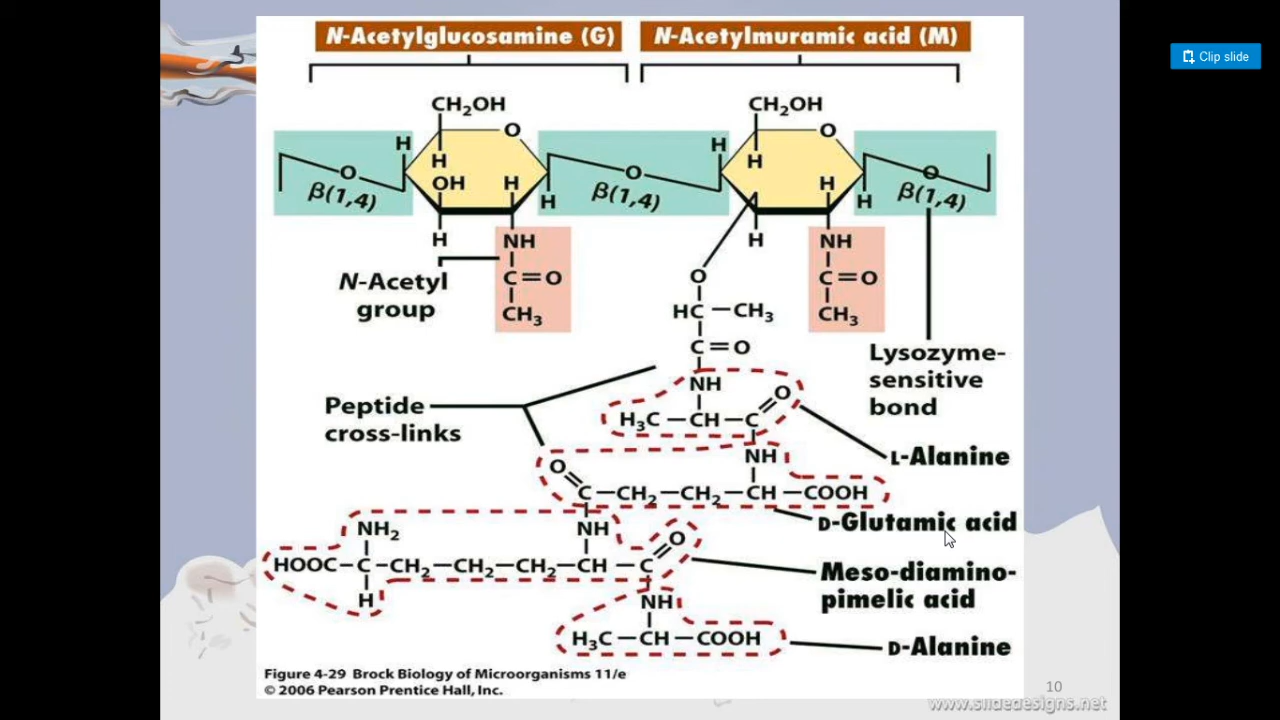 Clip slide
N-Acetylglucosamine (G)
N-Acetylmuramic acid (M)
CH₂OH
O
H
H
OH
H
H
H
β(1,4)
O
CH₂OH
O
H
H
H
H
H
β(1,4)
O
β(1,4)
O
NH
C=O
CH₃
N-Acetyl
group
NH
C=O
CH₃
O
HC–CH₃
C=O
Lysozyme-
sensitive
bond
Peptide
cross-links
NH
O
H₃C–CH–C
L-Alanine
O
NH
C–CH₂–CH₂–CH–COOH
D-Glutamic acid
NH₂
NH
O
HOOC–C–CH₂–CH₂–CH₂–CH–C
H
Meso-diamino-
pimelic acid
NH
H₃C–CH–COOH
D-Alanine
Figure 4-29 Brock Biology of Microorganisms 11/e
© 2006 Pearson Prentice Hall, Inc.
10
www.slidedesigns.net